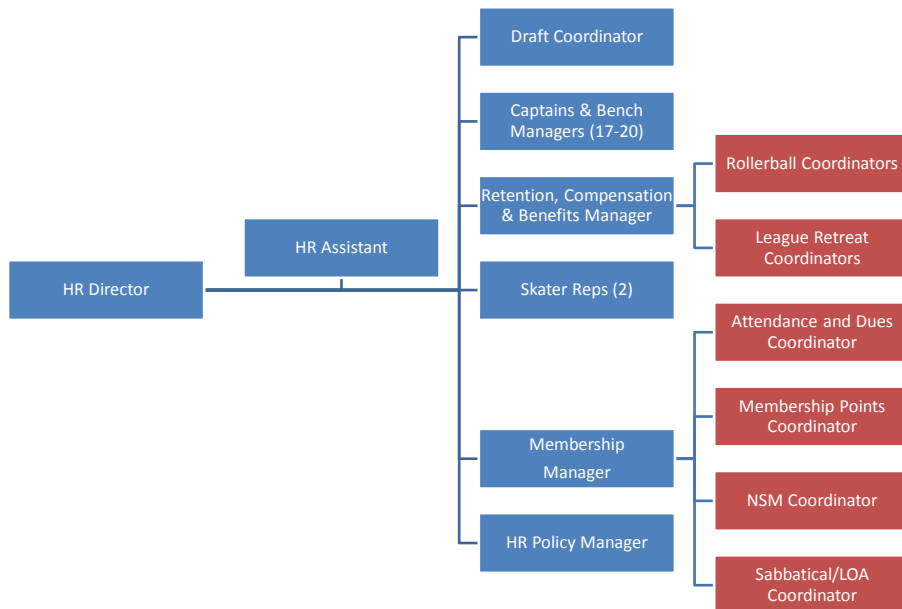 Draft Coordinator
Captains & Bench
Managers (17-20)
Rollerball Coordinators
Retention, Compensation
& Benefits Manager
HR Assistant
League Retreat
Coordinators
HR Director
Skater Reps (2)
Attendance and Dues
Coordinator
Membership Points
Coordinator
Membership
Manager
NSM Coordinator
HR Policy Manager
Sabbatical/LOA
Coordinator